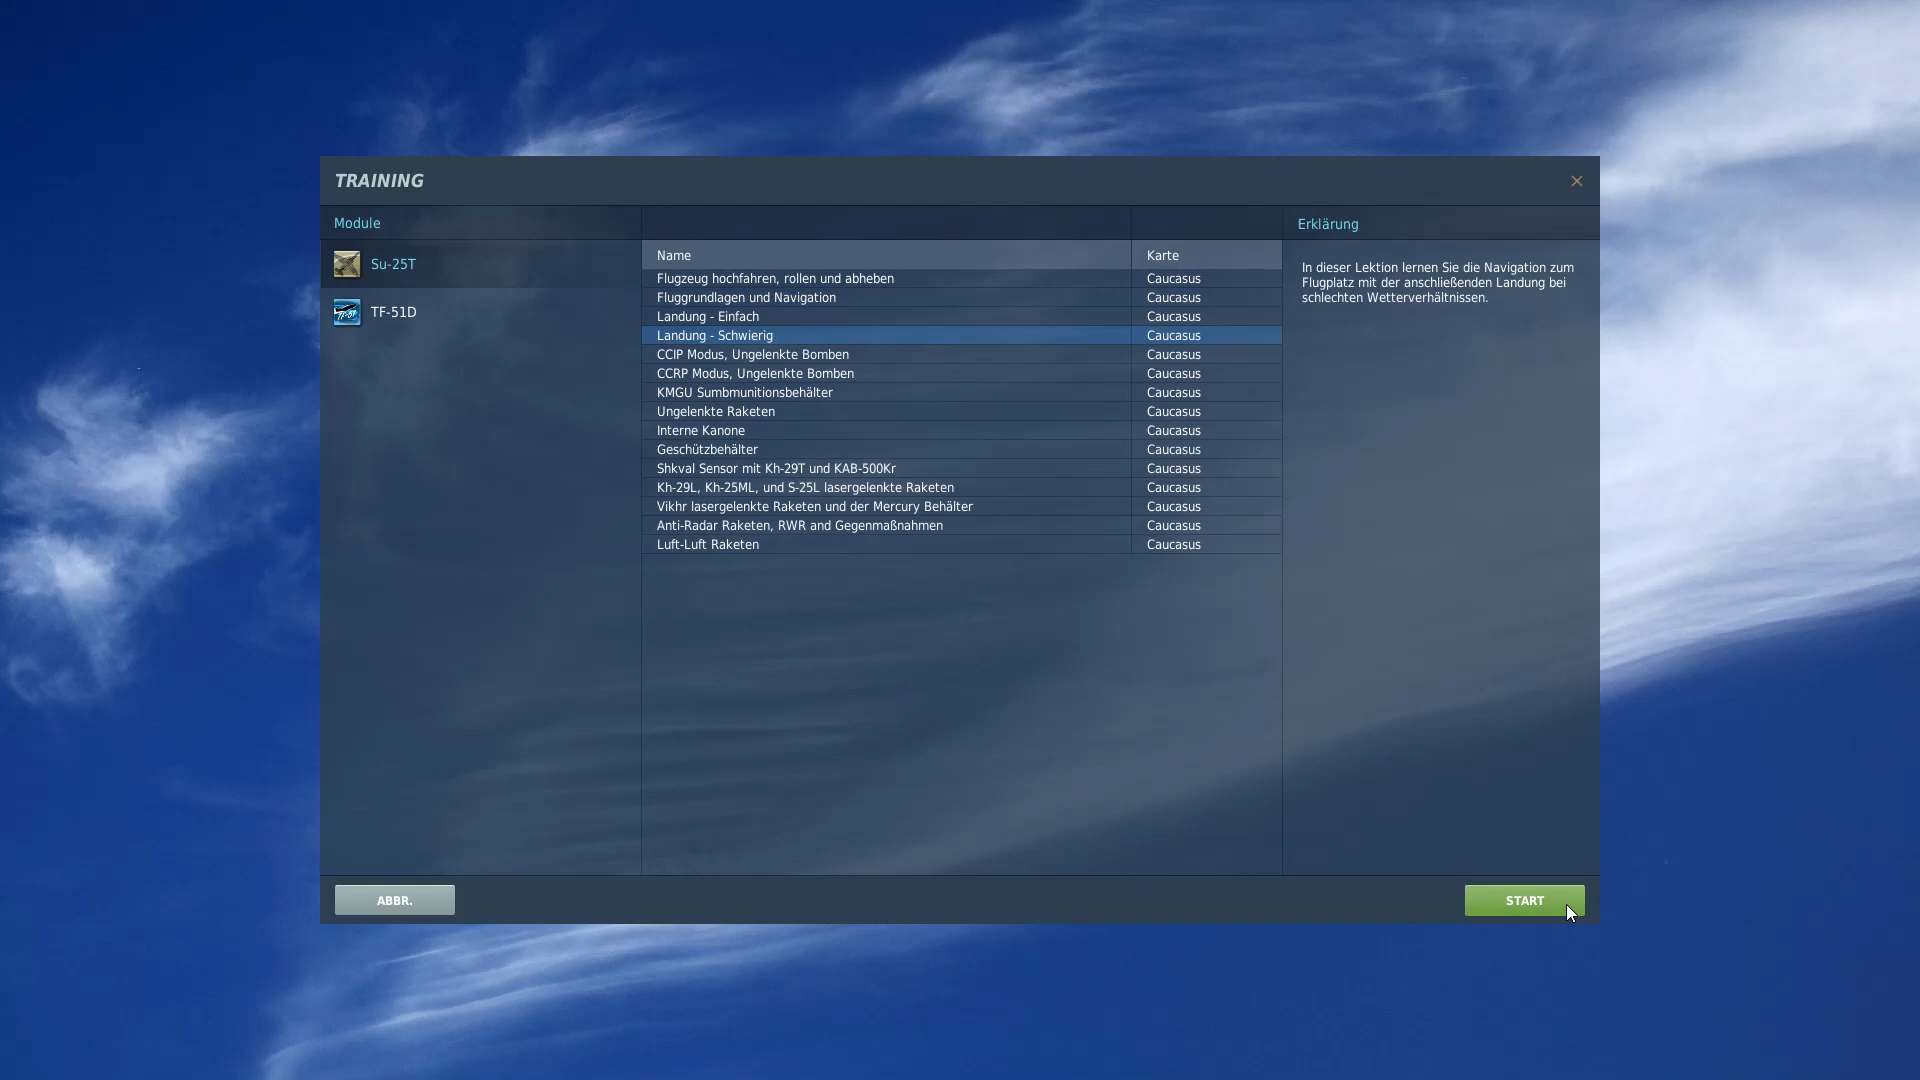 TRAINING
Module
Erklärung
Su-25T
TF-51D
Name Karte
Flugzeug hochfahren, rollen und abheben Caucasus
Fluggrundlagen und Navigation Caucasus
Landung - Einfach Caucasus
Landung - Schwierig Caucasus
CCIP Modus, Ungelenkte Bomben Caucasus
CCRP Modus, Ungelenkte Bomben Caucasus
KMGU Sumbmunitionsbehälter Caucasus
Ungelenkte Raketen Caucasus
Interne Kanone Caucasus
Geschützbehälter Caucasus
Shkval Sensor mit Kh-29T und KAB-500Kr Caucasus
Kh-29L, Kh-25ML, und S-25L lasergelenkte Raketen Caucasus
Vikhr lasergelenkte Raketen und der Mercury Behälter Caucasus
Anti-Radar Raketen, RWR and Gegenmaßnahmen Caucasus
Luft-Luft Raketen Caucasus
In dieser Lektion lernen Sie die Navigation zum
Flugplatz mit der anschließenden Landung bei
schlechten Wetterverhältnissen.
ABBR.
START